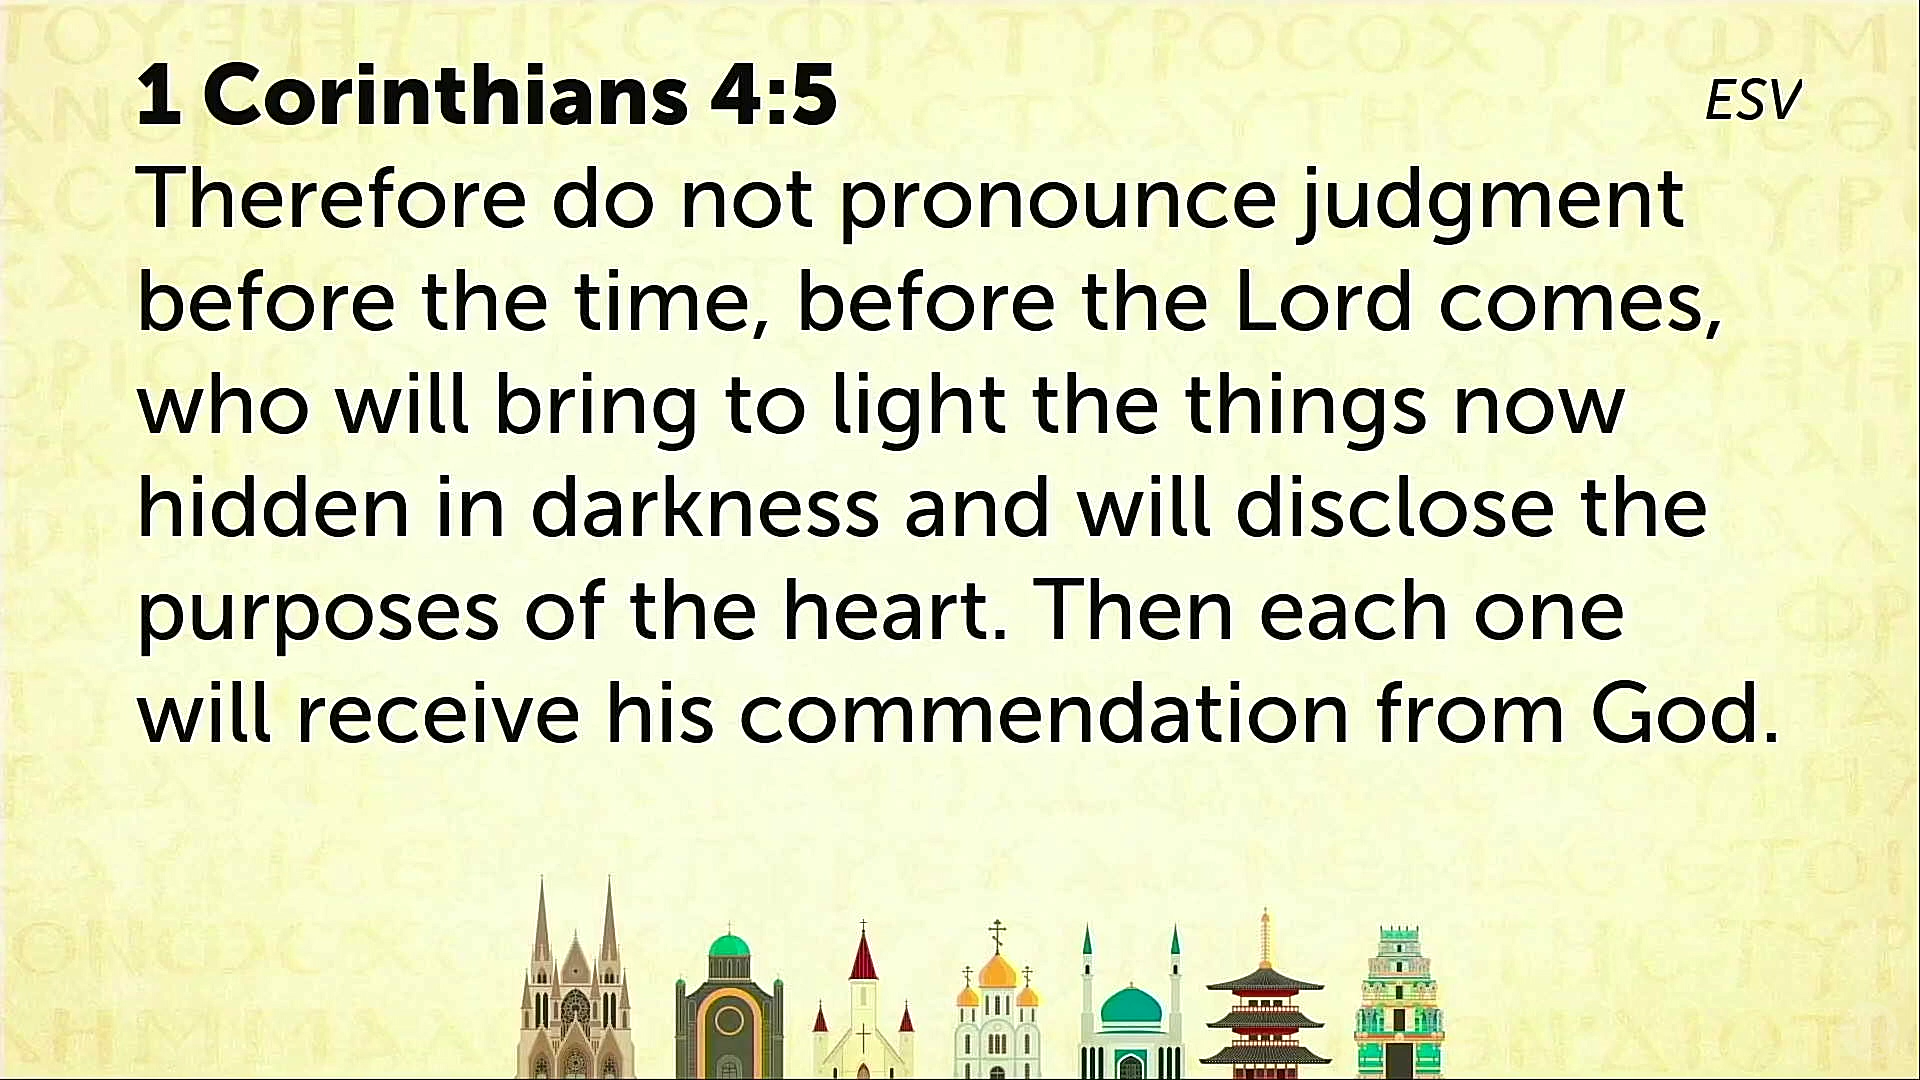 1 Corinthians 4:5
ESV
Therefore do not pronounce judgment
before the time, before the Lord comes,
who will bring to light the things now
hidden in darkness and will disclose the
purposes of the heart. Then each one
will receive his commendation from God.